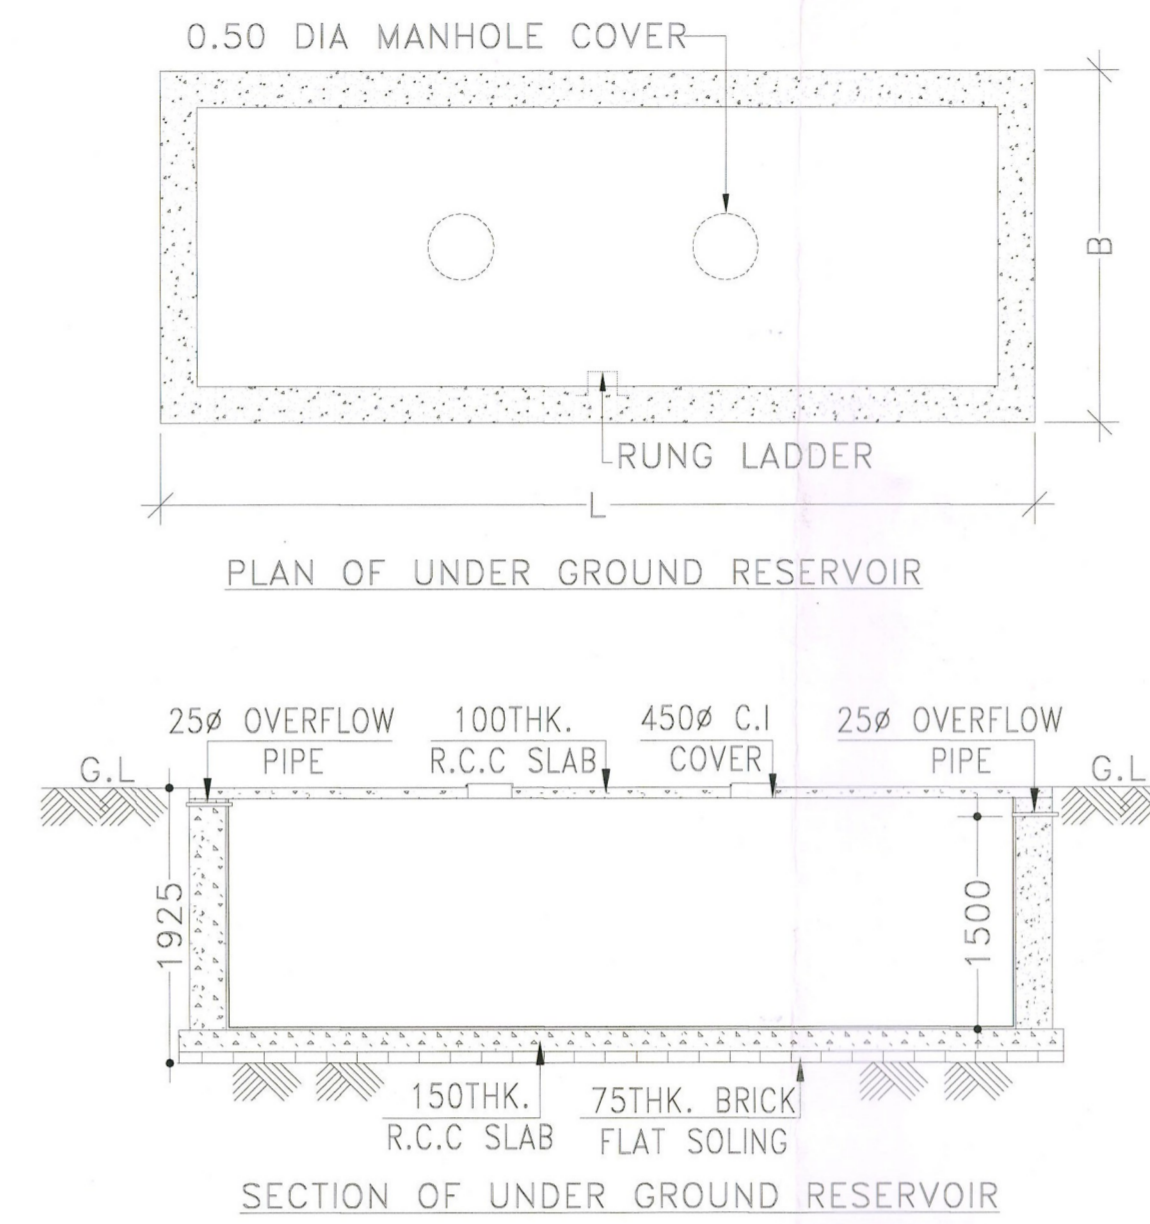 0.50 DIA MANHOLE COVER
B
RUNG LADDER
L
PLAN OF UNDER GROUND RESERVOIR
25ø OVERFLOW
PIPE
100THK.
R.C.C SLAB
450ø C.I
COVER
25ø OVERFLOW
PIPE
G.L
G.L
1925
1500
150THK.
R.C.C SLAB
75THK. BRICK
FLAT SOLING
SECTION OF UNDER GROUND RESERVOIR